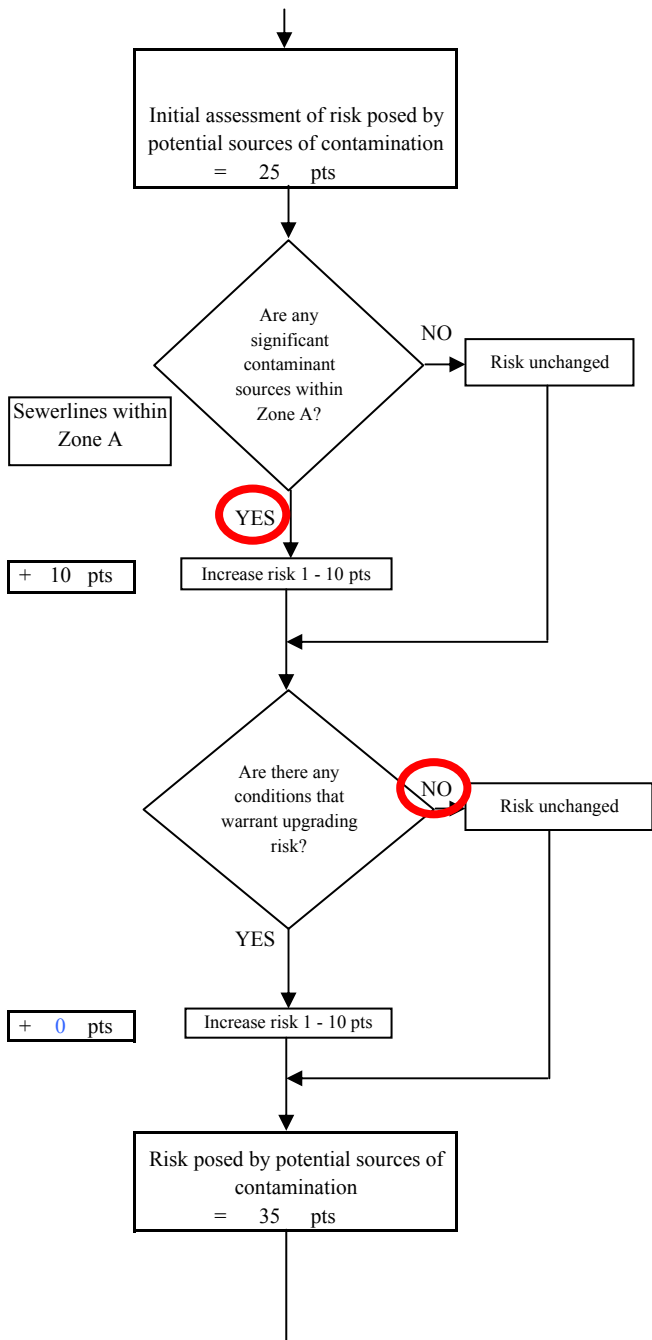 Initial assessment of risk posed by
potential sources of contamination
= 25 pts
Are any
significant
contaminant
sources within
Zone A?
NO
Risk unchanged
Sewerlines within
Zone A
YES
+ 10 pts
Increase risk 1 - 10 pts
Are there any
conditions that
warrant upgrading
risk?
NO
Risk unchanged
YES
+ 0 pts
Increase risk 1 - 10 pts
Risk posed by potential sources of
contamination
= 35 pts